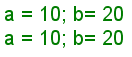 a = 10; b= 20
a = 10; b= 20